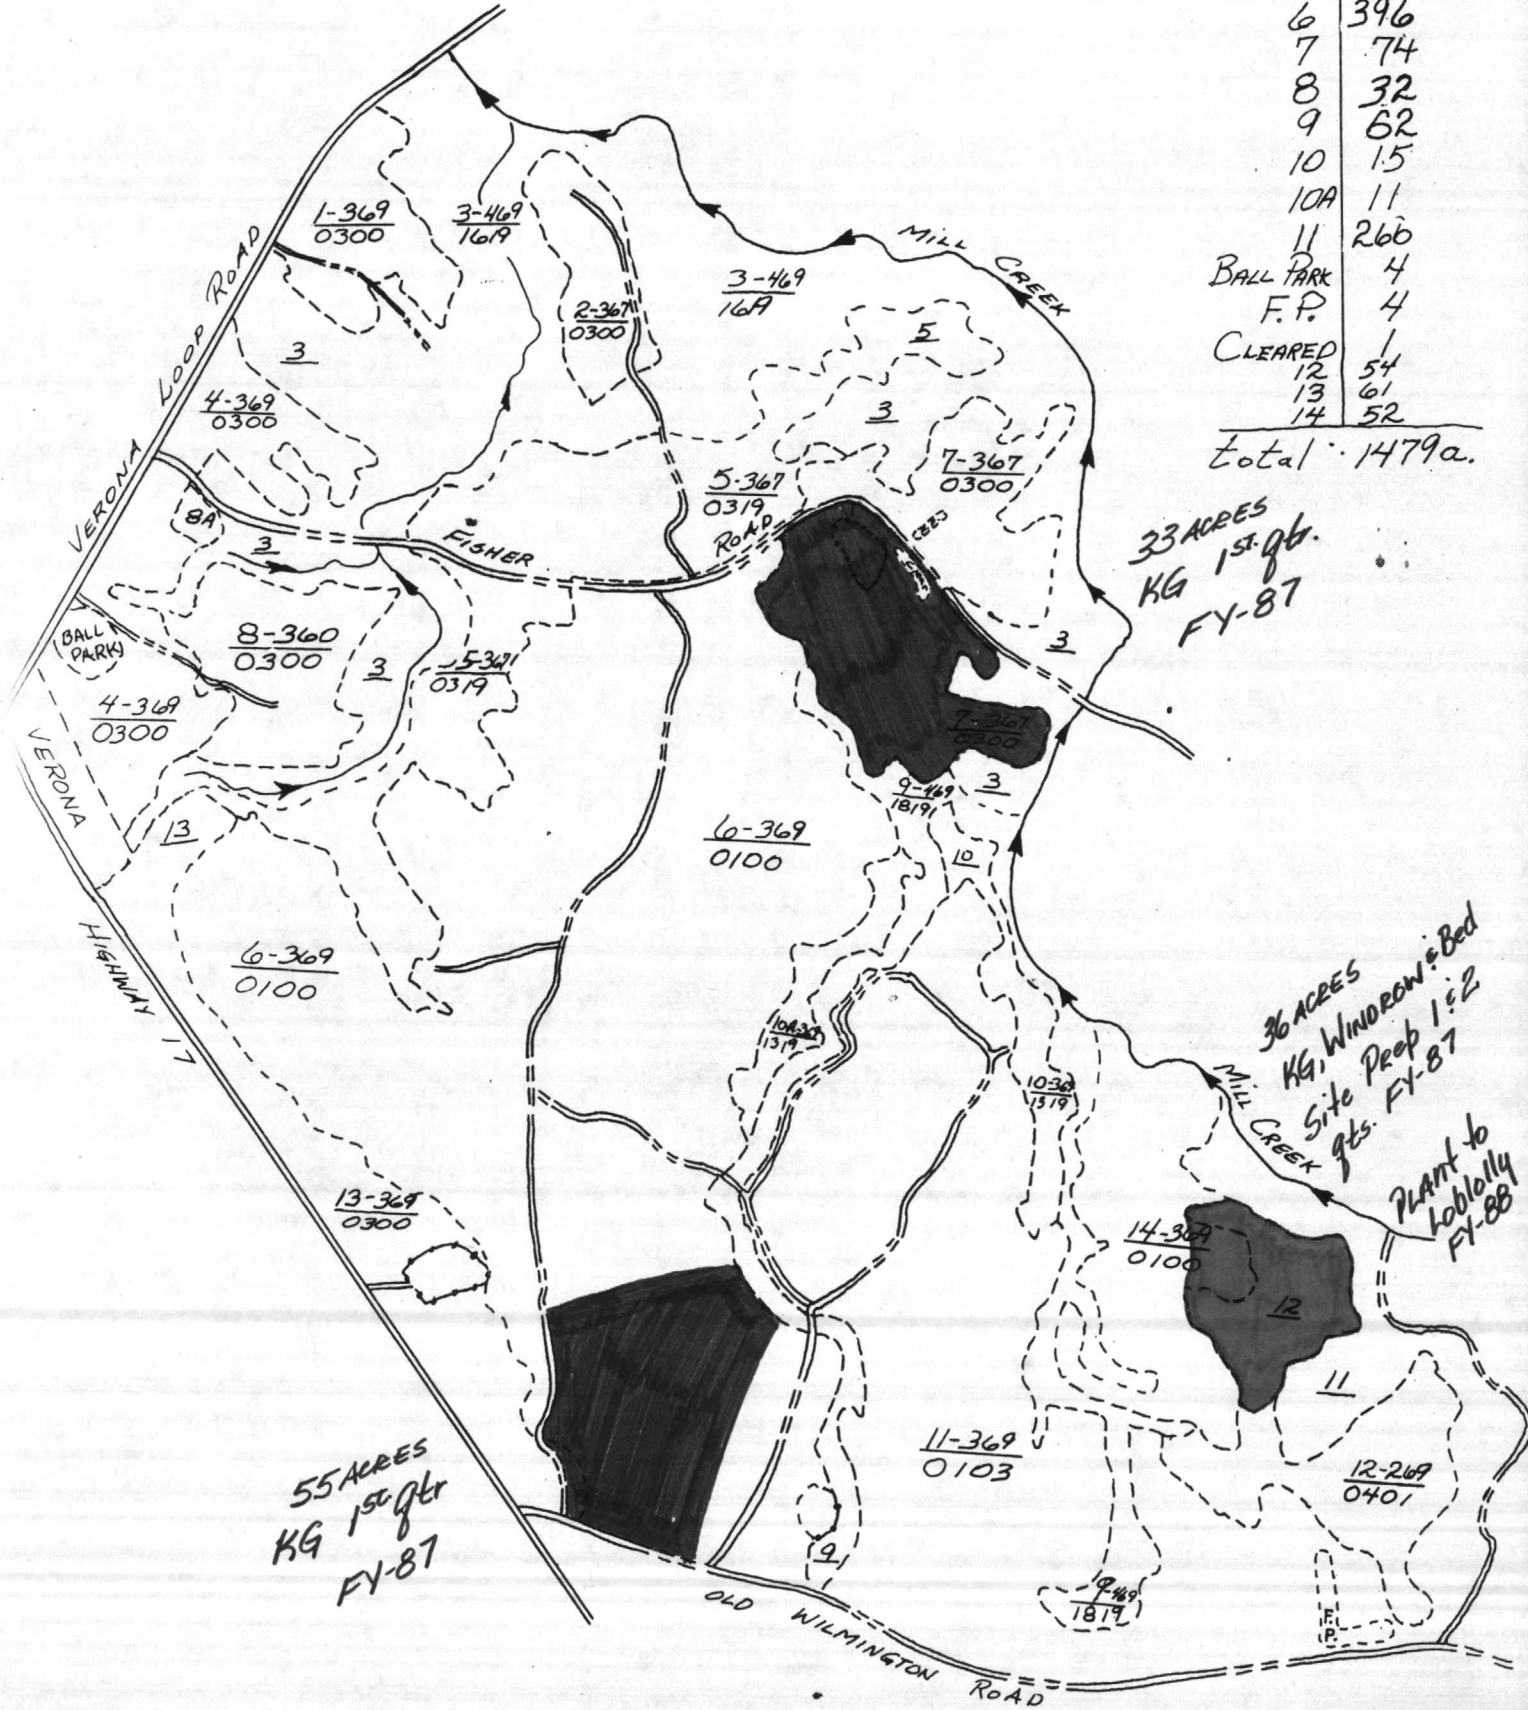 6 396
7 74
8 32
9 62
10 15
10A 11
11 266
BALL PARK 4
F.P. 4
CLEARED 1
12 54
13 61
14 52
total 1479a.
1-369
0300
3-469
1619
VERONA LOOP ROAD
2-367
0300
3-469
1619
MILL CREEK
3
5
3
4-369
0300
7-367
0300
5-367
0319
8A
3
FISHER ROAD
33 ACRES
KG 1st qtr.
FY-87
BALL
PARK
8-360
0300
3
5-367
0319
3
4-369
0300
7-367
0300
VERONA
9-469
1819
3
13
6-369
0100
10
HIGHWAY 17
6-369
0100
1319
10-369
1319
MILL CREEK
36 ACRES
KG, WINDROW & Bed
Site Prep 1 & 2
qts. FY-87
PLANT to
Loblolly
FY-88
13-369
0300
14-369
0100
12
11
11-369
0103
12-269
0401
55 ACRES
KG 1st qtr
FY-87
9
9-469
1819
F.
P.
OLD WILMINGTON ROAD